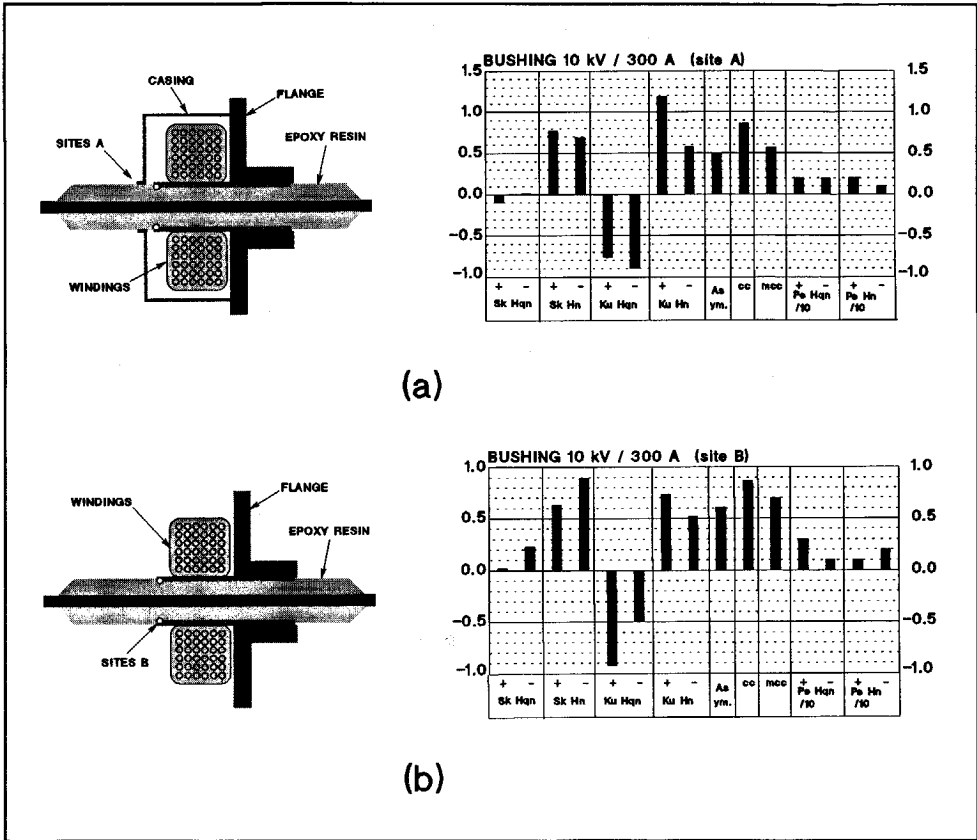 CASING
FLANGE
SITES A
EPOXY RESIN
WINDINGS
BUSHING 10 kV / 300 A (site A)
1.5 1.5
1.0 1.0
0.5 0.5
0.0 0.0
-0.5 -0.5
-1.0 -1.0
+ - + - + - + - As cc mcc + - + -
Sk Hqn Sk Hn Ku Hqn Ku Hn ym. Pe Hqn Pe Hn
/10 /10
(a)
WINDINGS
FLANGE
EPOXY RESIN
SITES B
BUSHING 10 kV / 300 A (site B)
1.0 1.0
0.5 0.5
0.0 0.0
-0.5 -0.5
-1.0 -1.0
+ - + - + - + - As cc mcc + - + -
Sk Hqn Sk Hn Ku Hqn Ku Hn ym. Pe Hqn Pe Hn
/10 /10
(b)